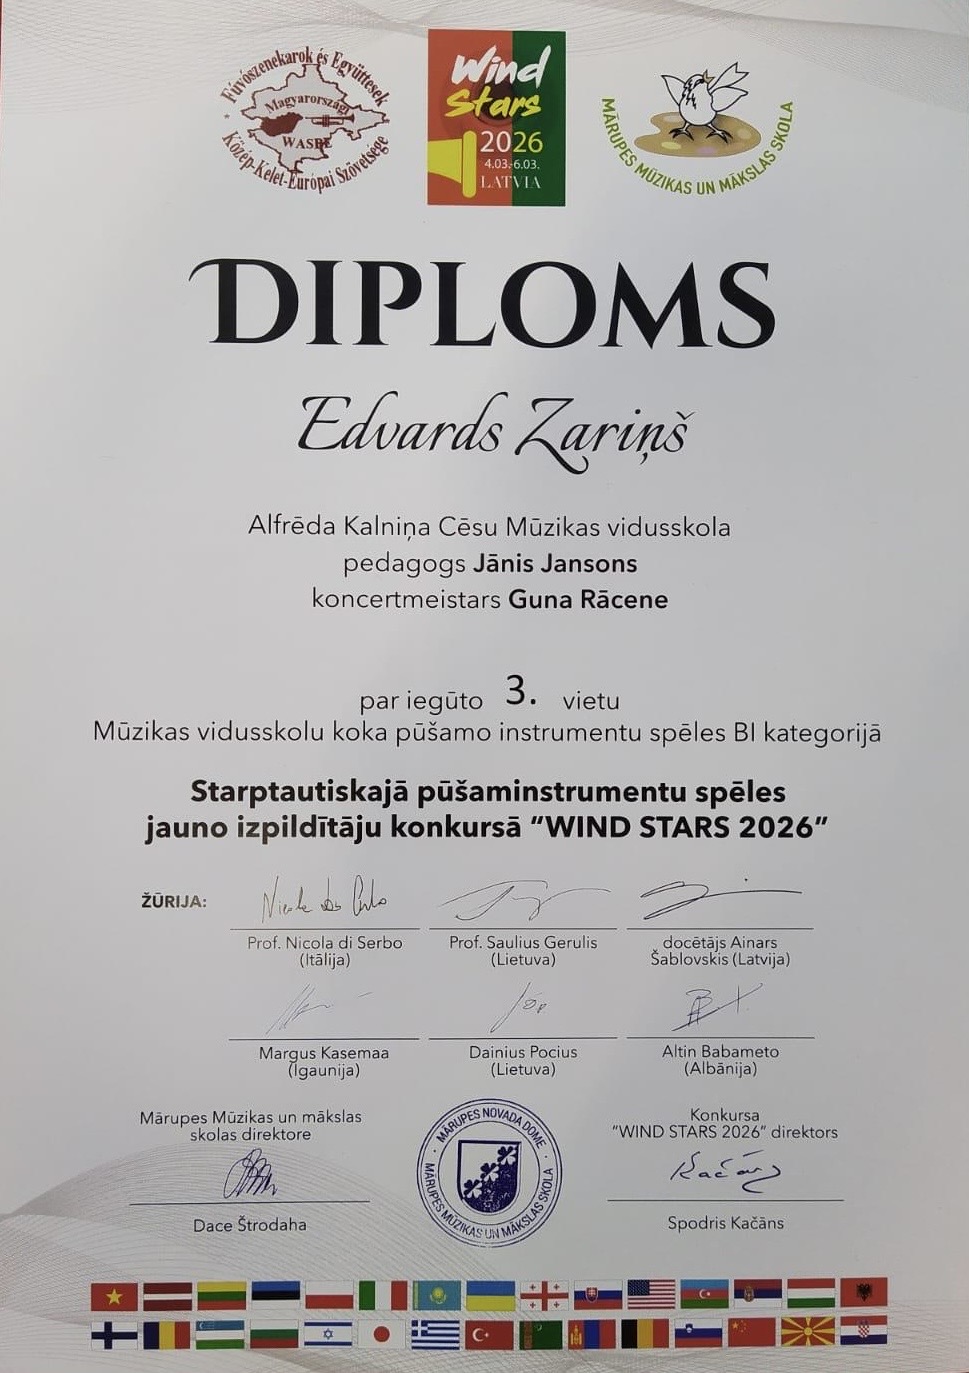 Fúvószenekarok és Együttesek
Magyarországi
WASBE
Közép-Kelet-Európai Szövetsége
Wind
Stars
2026
4.03.-6.03.
LATVIA
MĀRUPES MŪZIKAS UN MĀKSLAS SKOLA
DIPLOMS
Edvards Zariņš
Alfrēda Kalniņa Cēsu Mūzikas vidusskola
pedagogs Jānis Jansons
koncertmeistars Guna Rācene
par iegūto 3. vietu
Mūzikas vidusskolu koka pūšamo instrumentu spēles BI kategorijā
Starptautiskajā pūšaminstrumentu spēles
jauno izpildītāju konkursā “WIND STARS 2026”
ŽŪRIJA:
Prof. Nicola di Serbo
(Itālija)
Prof. Saulius Gerulis
(Lietuva)
docētājs Ainars
Šablovskis (Latvija)
Margus Kasemaa
(Igaunija)
Dainius Pocius
(Lietuva)
Altin Babameto
(Albānija)
Mārupes Mūzikas un mākslas
skolas direktore
Dace Štrodaha
MĀRUPES NOVADA DOME
MĀRUPES MŪZIKAS UN MĀKSLAS SKOLA
Konkursa
“WIND STARS 2026” direktors
Kačāns
Spodris Kačāns